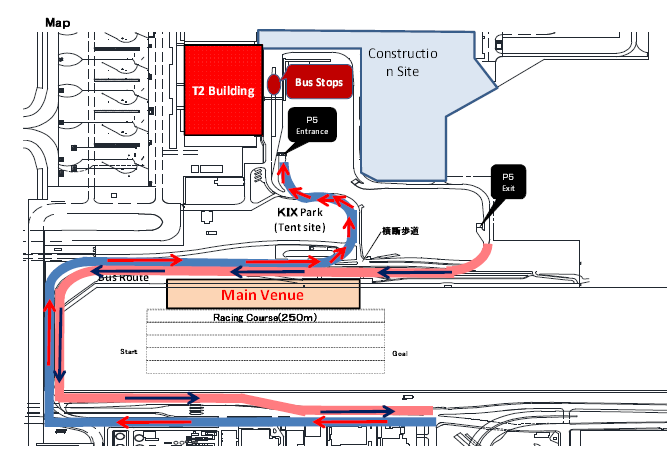 Map
Constructio
n Site
T2 Building
Bus Stops
P5
Entrance
P5
Exit
KIX Park
(Tent site)
横断歩道
Bus Route
Main Venue
Racing Course(250m)
Start
Goal